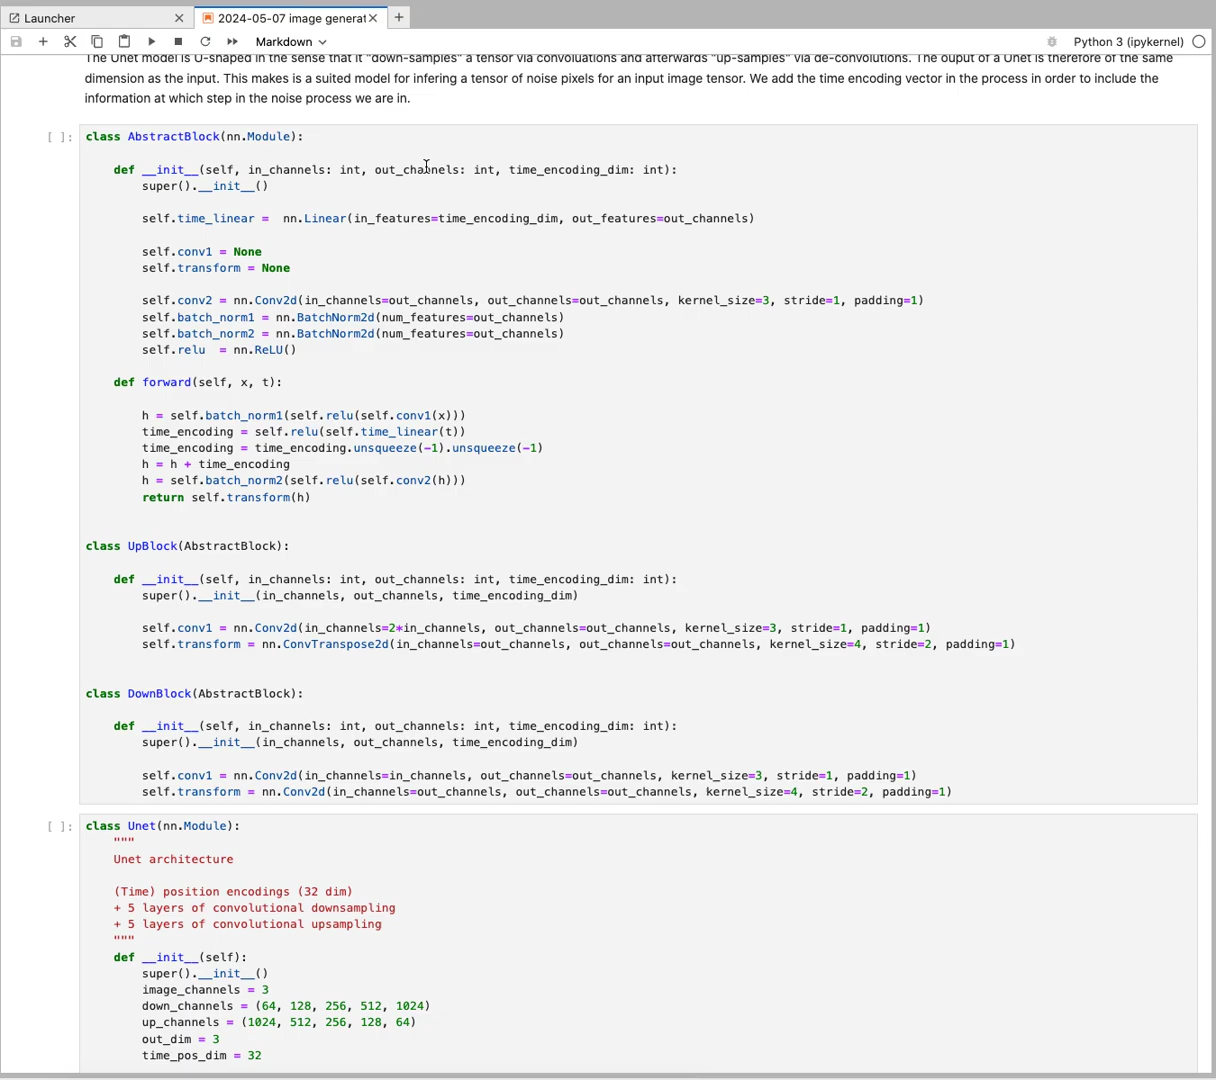 Launcher
2024-05-07 image generat
Markdown
Python 3 (ipykernel)
The Unet model is U-shaped in the sense that it "down-samples" a tensor via convoluations and afterwards "up-samples" via de-convolutions. The ouput of a Unet is therefore of the same
dimension as the input. This makes is a suited model for infering a tensor of noise pixels for an input image tensor. We add the time encoding vector in the process in order to include the
information at which step in the noise process we are in.
[ ]:
class AbstractBlock(nn.Module):
    def __init__(self, in_channels: int, out_channels: int, time_encoding_dim: int):
        super().__init__()
        self.time_linear =  nn.Linear(in_features=time_encoding_dim, out_features=out_channels)
        self.conv1 = None
        self.transform = None
        self.conv2 = nn.Conv2d(in_channels=out_channels, out_channels=out_channels, kernel_size=3, stride=1, padding=1)
        self.batch_norm1 = nn.BatchNorm2d(num_features=out_channels)
        self.batch_norm2 = nn.BatchNorm2d(num_features=out_channels)
        self.relu  = nn.ReLU()
    def forward(self, x, t):
        h = self.batch_norm1(self.relu(self.conv1(x)))
        time_encoding = self.relu(self.time_linear(t))
        time_encoding = time_encoding.unsqueeze(-1).unsqueeze(-1)
        h = h + time_encoding
        h = self.batch_norm2(self.relu(self.conv2(h)))
        return self.transform(h)
class UpBlock(AbstractBlock):
    def __init__(self, in_channels: int, out_channels: int, time_encoding_dim: int):
        super().__init__(in_channels, out_channels, time_encoding_dim)
        self.conv1 = nn.Conv2d(in_channels=2*in_channels, out_channels=out_channels, kernel_size=3, stride=1, padding=1)
        self.transform = nn.ConvTranspose2d(in_channels=out_channels, out_channels=out_channels, kernel_size=4, stride=2, padding=1)
class DownBlock(AbstractBlock):
    def __init__(self, in_channels: int, out_channels: int, time_encoding_dim: int):
        super().__init__(in_channels, out_channels, time_encoding_dim)
        self.conv1 = nn.Conv2d(in_channels=in_channels, out_channels=out_channels, kernel_size=3, stride=1, padding=1)
        self.transform = nn.Conv2d(in_channels=out_channels, out_channels=out_channels, kernel_size=4, stride=2, padding=1)
[ ]:
class Unet(nn.Module):
    """
    Unet architecture
    (Time) position encodings (32 dim)
    + 5 layers of convolutional downsampling
    + 5 layers of convolutional upsampling
    """
    def __init__(self):
        super().__init__()
        image_channels = 3
        down_channels = (64, 128, 256, 512, 1024)
        up_channels = (1024, 512, 256, 128, 64)
        out_dim = 3
        time_pos_dim = 32